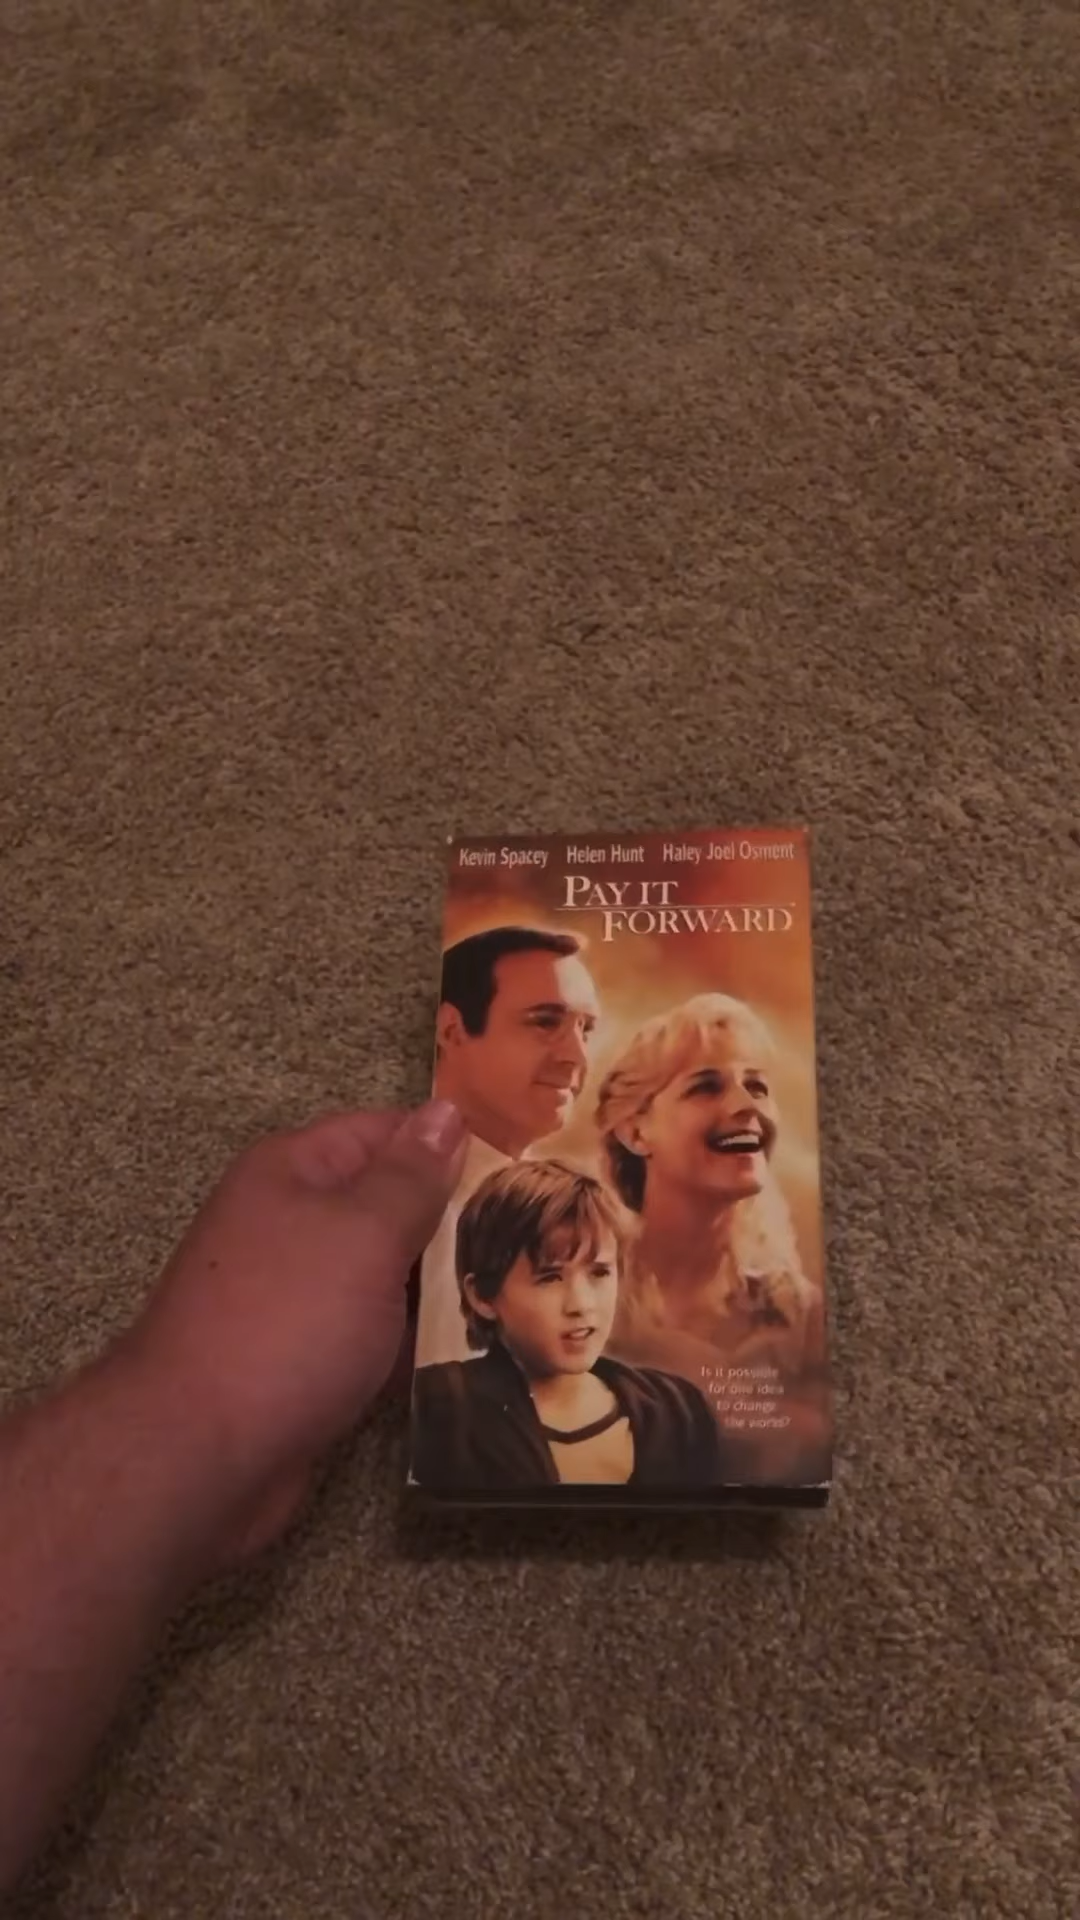 Kevin Spacey Helen Hunt Haley Joel Osment
PAY IT
FORWARD
Is it possible
for one idea
to change
the world?